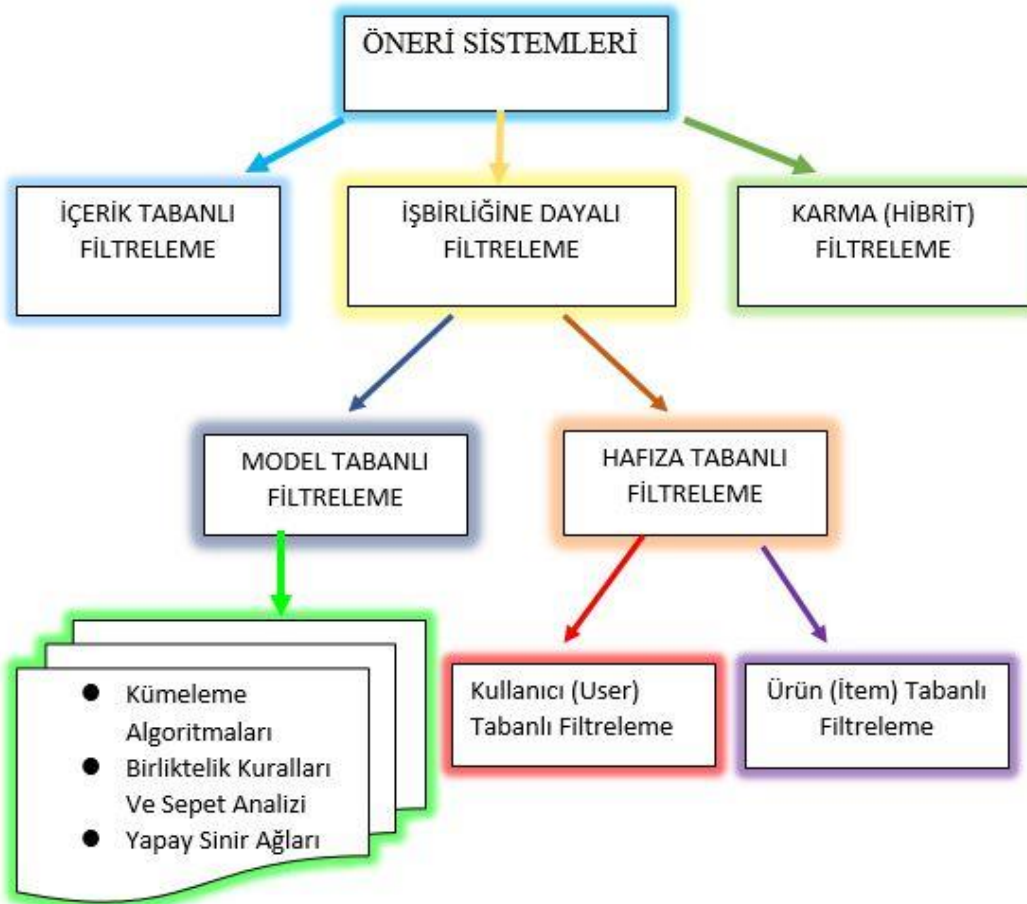 ÖNERİ SİSTEMLERİ
İÇERİK TABANLI
FİLTRELEME
İŞBİRLİĞİNE DAYALI
FİLTRELEME
KARMA (HİBRİT)
FİLTRELEME
MODEL TABANLI
FİLTRELEME
HAFIZA TABANLI
FİLTRELEME
● Kümeleme
Algoritmaları
● Birliktelik Kuralları
Ve Sepet Analizi
● Yapay Sinir Ağları
Kullanıcı (User)
Tabanlı Filtreleme
Ürün (İtem) Tabanlı
Filtreleme